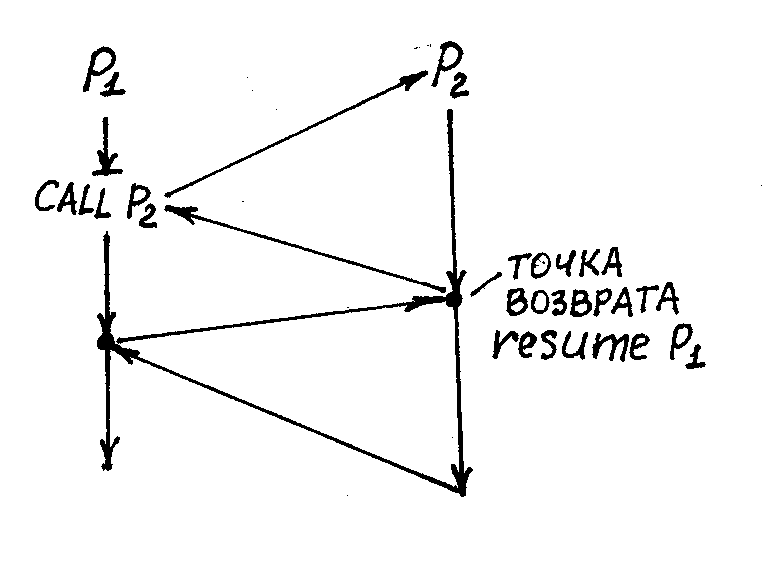 P₁
P₂
CALL P₂
ТОЧКА
ВОЗВРАТА
resume P₁